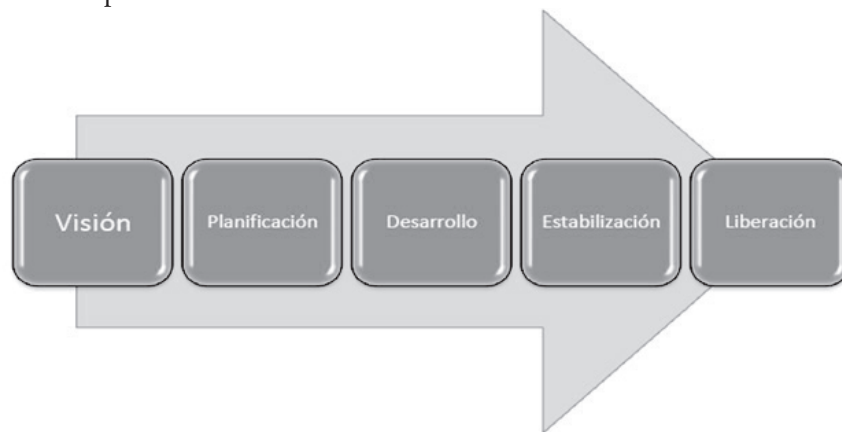 Visión
Planificación
Desarrollo
Estabilización
Liberación